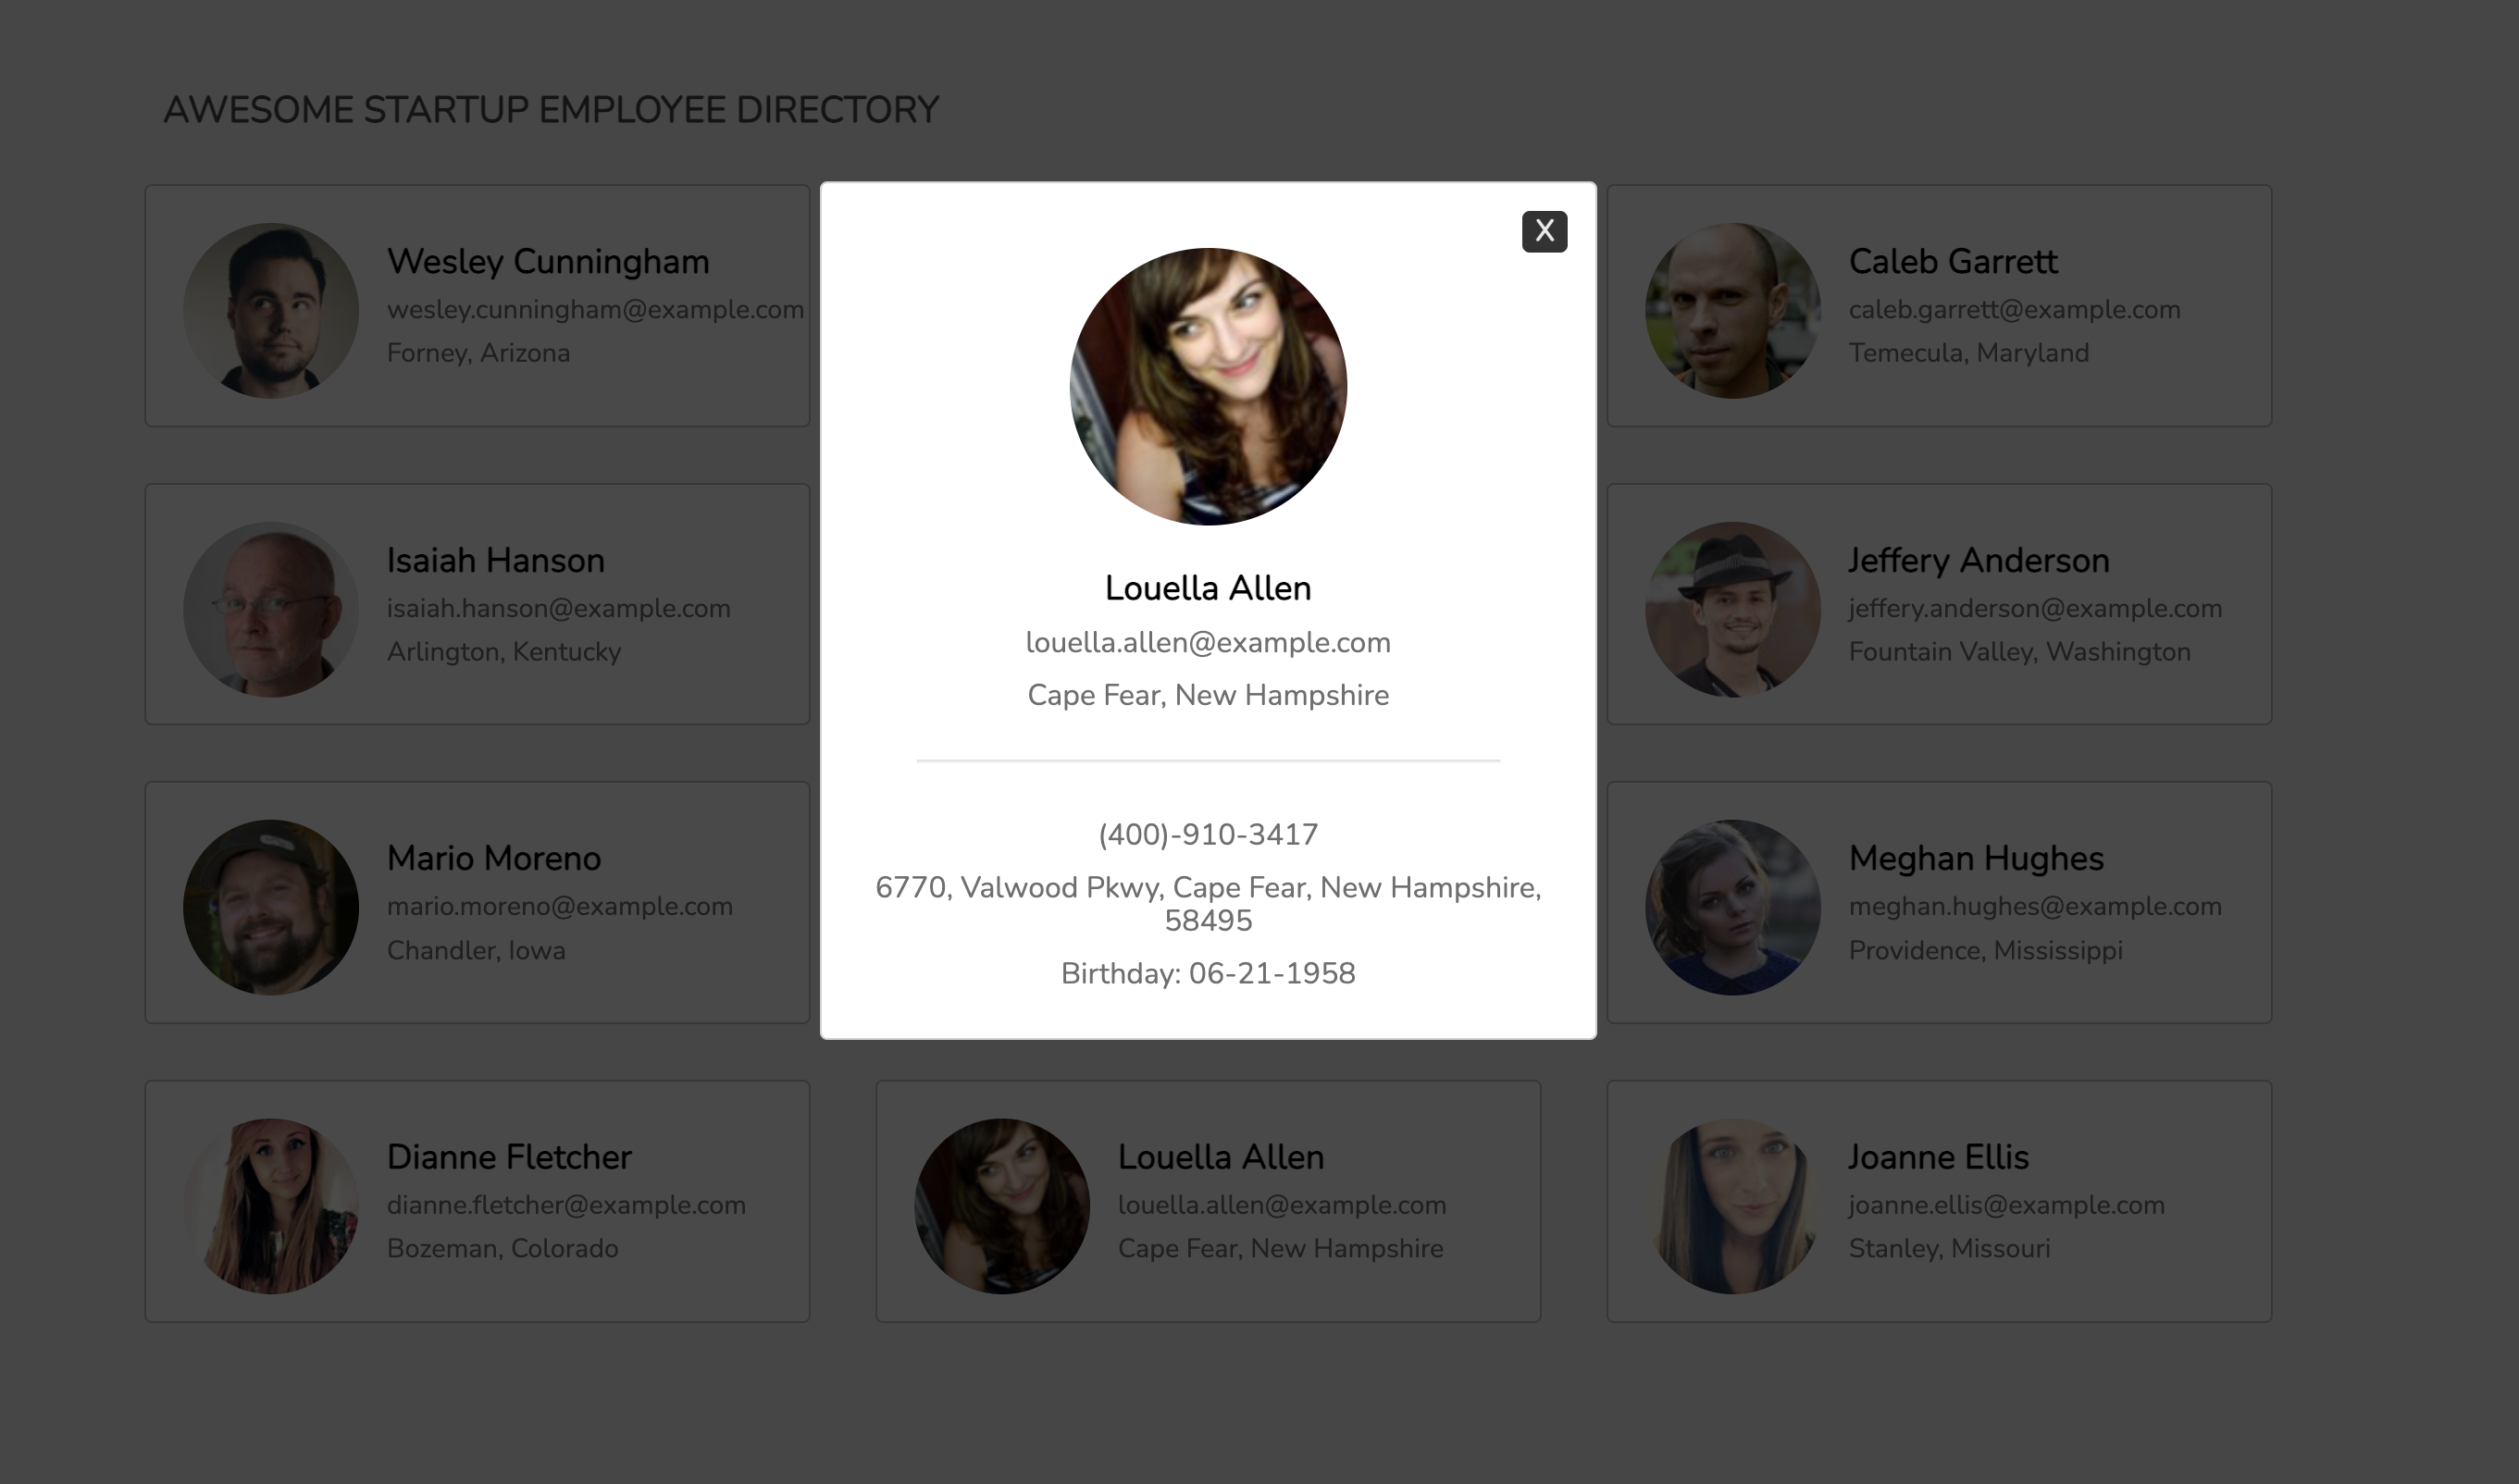 AWESOME STARTUP EMPLOYEE DIRECTORY
Wesley Cunningham
wesley.cunningham@example.com
Forney, Arizona
X
Louella Allen
louella.allen@example.com
Cape Fear, New Hampshire
(400)-910-3417
6770, Valwood Pkwy, Cape Fear, New Hampshire,
58495
Birthday: 06-21-1958
Caleb Garrett
caleb.garrett@example.com
Temecula, Maryland
Isaiah Hanson
isaiah.hanson@example.com
Arlington, Kentucky
Jeffery Anderson
jeffery.anderson@example.com
Fountain Valley, Washington
Mario Moreno
mario.moreno@example.com
Chandler, Iowa
Meghan Hughes
meghan.hughes@example.com
Providence, Mississippi
Dianne Fletcher
dianne.fletcher@example.com
Bozeman, Colorado
Louella Allen
louella.allen@example.com
Cape Fear, New Hampshire
Joanne Ellis
joanne.ellis@example.com
Stanley, Missouri